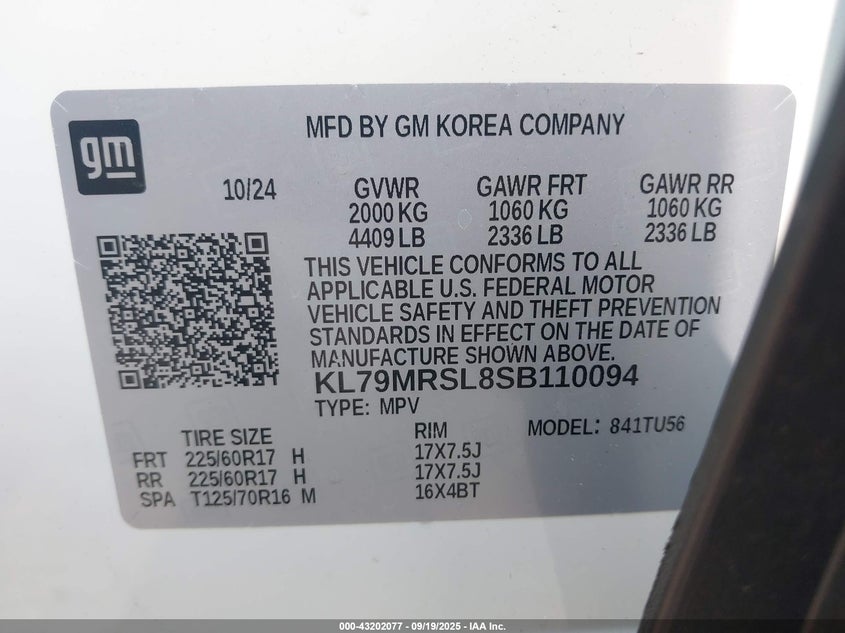 MFD BY GM KOREA COMPANY
gm
10/24 GVWR GAWR FRT GAWR RR
2000 KG 1060 KG 1060 KG
4409 LB 2336 LB 2336 LB
THIS VEHICLE CONFORMS TO ALL
APPLICABLE U.S. FEDERAL MOTOR
VEHICLE SAFETY AND THEFT PREVENTION
STANDARDS IN EFFECT ON THE DATE OF
MANUFACTURE SHOWN ABOVE.
KL79MRSL8SB110094
TYPE: MPV
TIRE SIZE RIM MODEL: 841TU56
FRT 225/60R17 H 17X7.5J
RR 225/60R17 H 17X7.5J
SPA T125/70R16 M 16X4BT
000-43202077 - 09/19/2025 - IAA Inc.